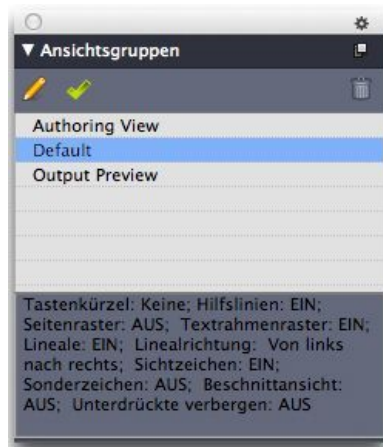 Ansichtsgruppen
Authoring View
Default
Output Preview
Tastenkürzel: Keine; Hilfslinien: EIN;
Seitenraster: AUS; Textrahmenraster: EIN;
Lineale: EIN; Linealrichtung: Von links
nach rechts; Sichtzeichen: EIN;
Sonderzeichen: AUS; Beschnittansicht:
AUS; Unterdrückte verbergen: AUS